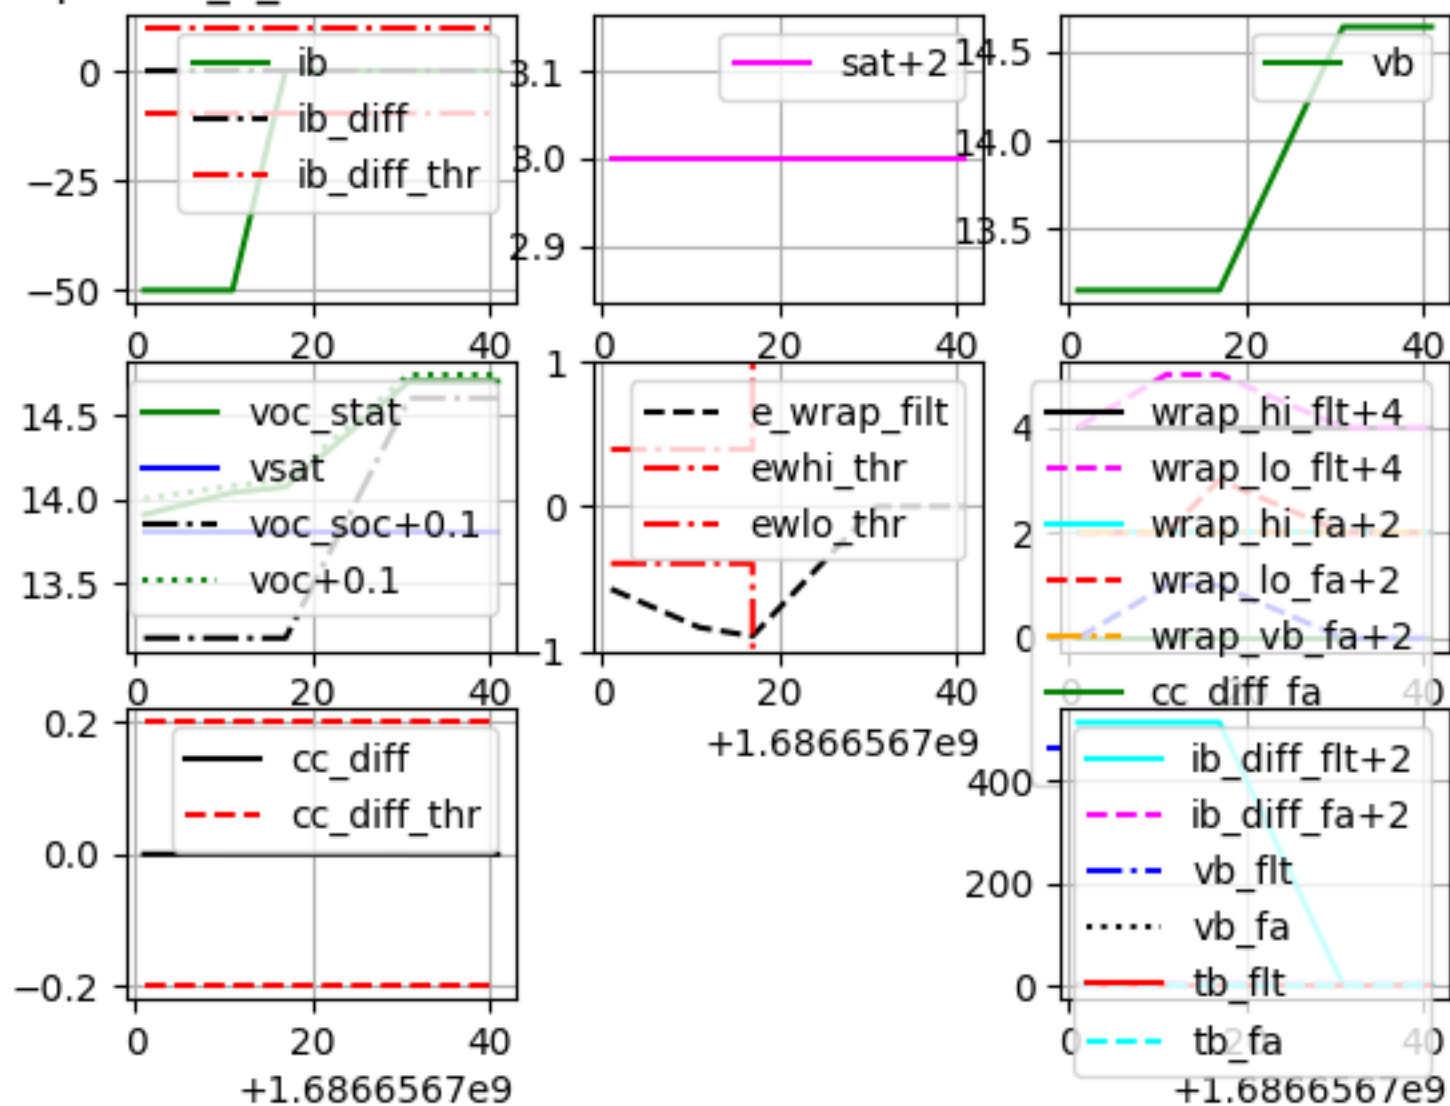 ib
ib_diff
ib_diff_thr
0
−25
−50
0
20
40
sat+2
3.1
3.0
2.9
0
20
40
vb
14.5
14.0
13.5
0
20
40
voc_stat
vsat
voc_soc+0.1
voc+0.1
14.5
14.0
13.5
0
20
40
e_wrap_filt
ewhi_thr
ewlo_thr
1
0
−1
0
20
40
+1.6866567e9
wrap_hi_flt+4
wrap_lo_flt+4
wrap_hi_fa+2
wrap_lo_fa+2
wrap_vb_fa+2
cc_diff_fa
4
2
0
0
40
cc_diff
cc_diff_thr
0.2
0.0
−0.2
0
20
40
+1.6866567e9
ib_diff_flt+2
ib_diff_fa+2
vb_flt
vb_fa
tb_flt
tb_fa
400
200
0
0
20
40
+1.6866567e9